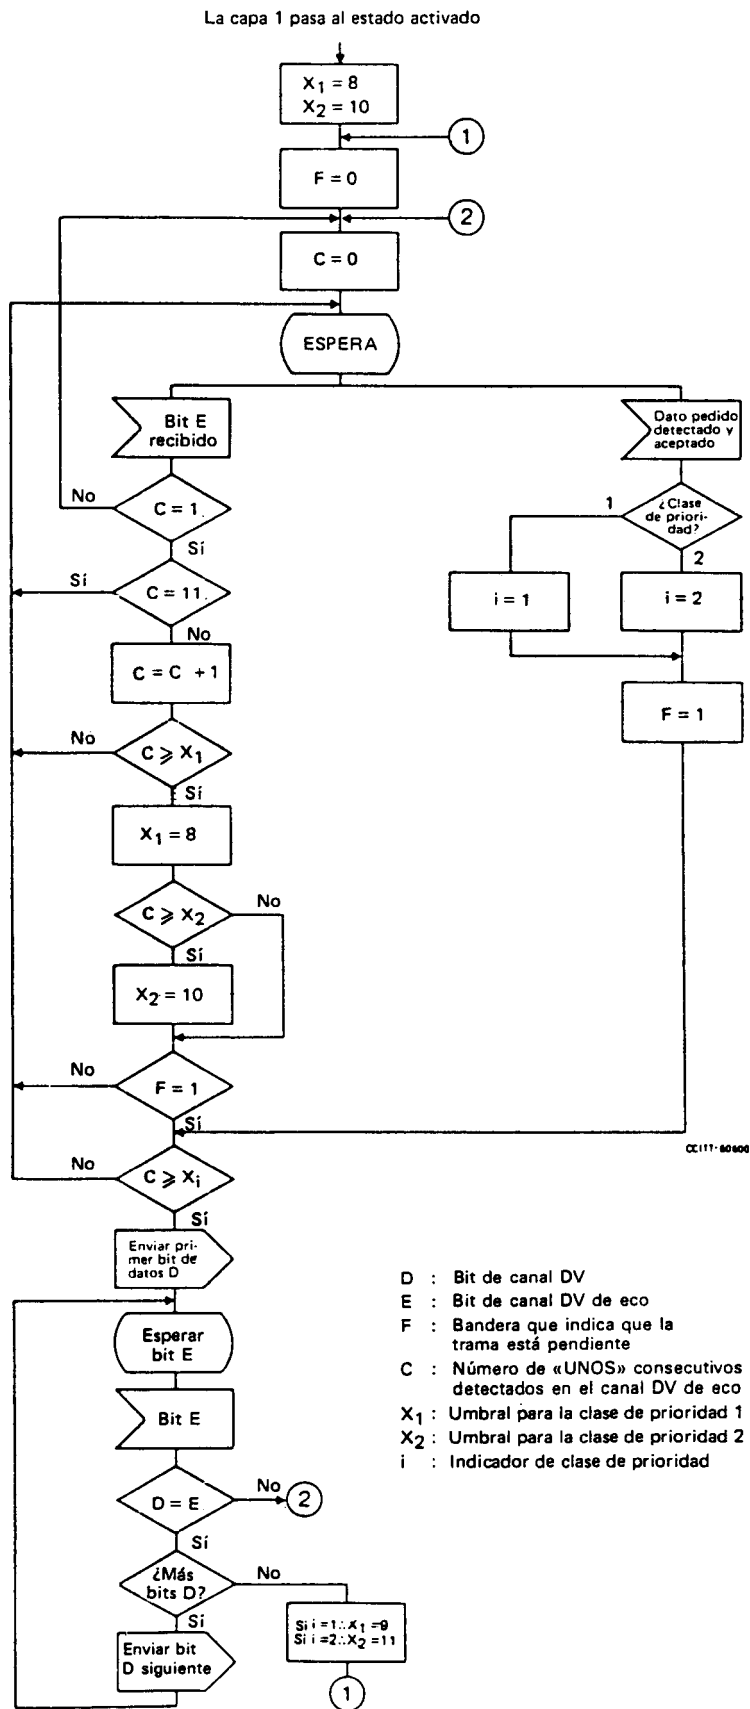 La capa 1 pasa al estado activado
X1 = 8
X2 = 10
1
F = 0
2
C = 0
ESPERA
Bit E
recibido
Dato pedido
detectado y
aceptado
No
C = 1
Sí
¿Clase
de priori-
dad?
1
2
Sí
C = 11
No
i = 1
i = 2
C = C + 1
F = 1
No
C ⩾ X1
Sí
X1 = 8
C ⩾ X2
No
Sí
X2 = 10
No
F = 1
Sí
CCITT-60600
No
C ⩾ Xi
Sí
Enviar pri-
mer bit de
datos D
Esperar
bit E
Bit E
D = E
No
2
Sí
¿Más
bits D?
No
Sí
Si i = 1∴X1 = 9
Si i = 2∴X2 = 11
1
Enviar bit
D siguiente
D : Bit de canal DV
E : Bit de canal DV de eco
F : Bandera que indica que la
trama está pendiente
C : Número de «UNOS» consecutivos
detectados en el canal DV de eco
X1 : Umbral para la clase de prioridad 1
X2 : Umbral para la clase de prioridad 2
i : Indicador de clase de prioridad